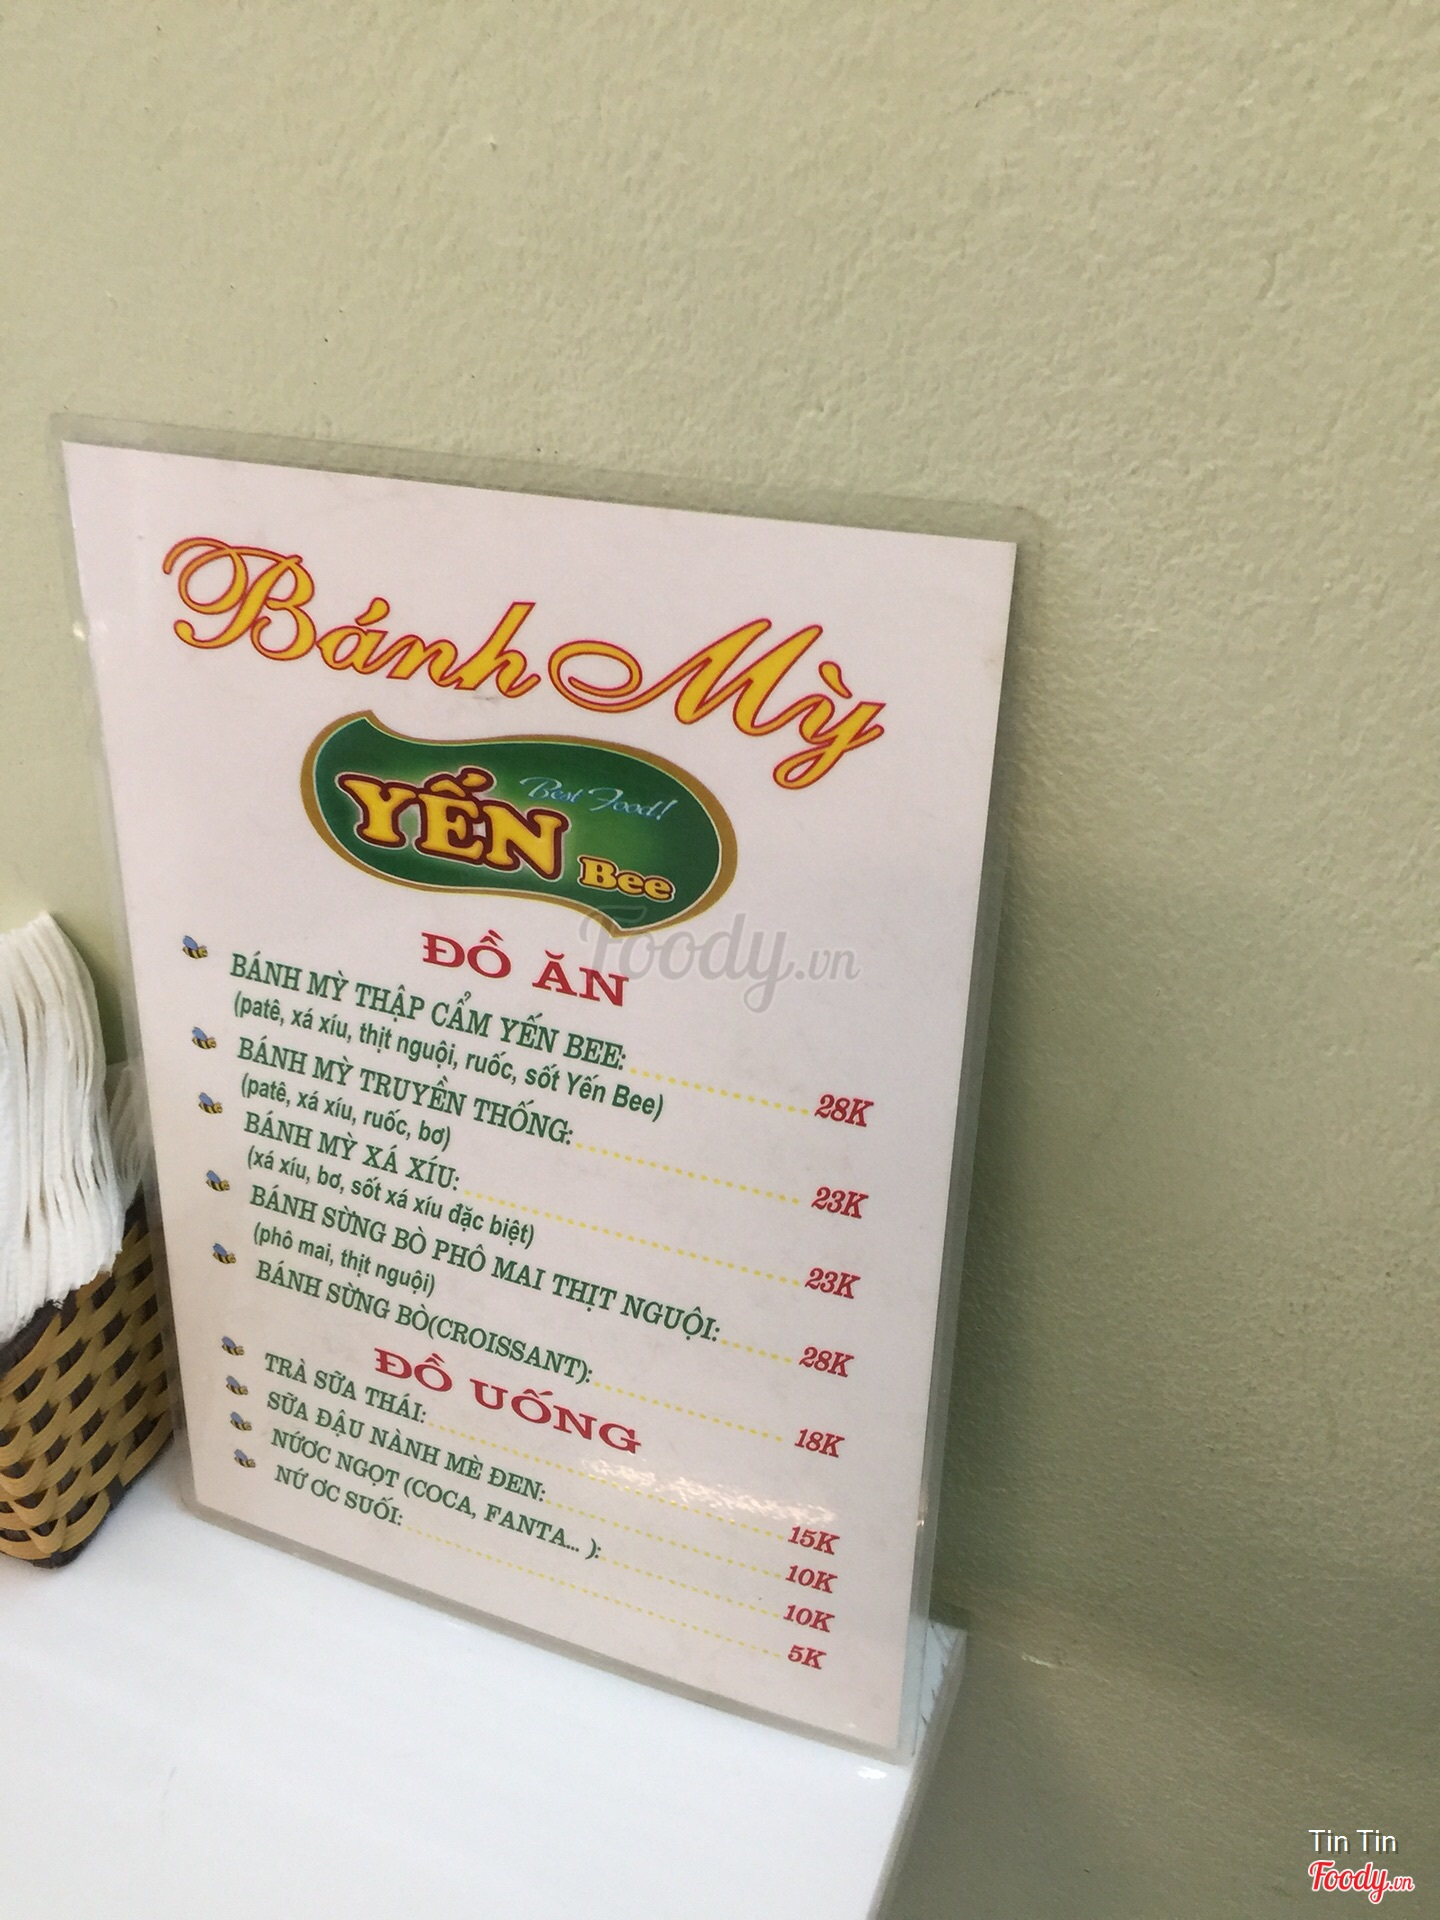 Bánh Mỳ
YẾN Best Food!
Bee
Foody.vn
ĐỒ ĂN
BÁNH MỲ THẬP CẨM YẾN BEE: 28K
(patê, xá xíu, thịt nguội, ruốc, sốt Yến Bee)
BÁNH MỲ TRUYỀN THỐNG: 23K
(patê, xá xíu, ruốc, bơ)
BÁNH MỲ XÁ XÍU: 23K
(xá xíu, bơ, sốt xá xíu đặc biệt)
BÁNH SỪNG BÒ PHÔ MAI THỊT NGUỘI: 28K
(phô mai, thịt nguội)
BÁNH SỪNG BÒ(CROISSANT): 18K
ĐỒ UỐNG
TRÀ SỮA THÁI: 15K
SỮA ĐẬU NÀNH MÈ ĐEN: 10K
NƯỚC NGỌT (COCA, FANTA... ): 10K
NỨ ƠC SUỐI: 5K
Tin Tin
Foody.vn